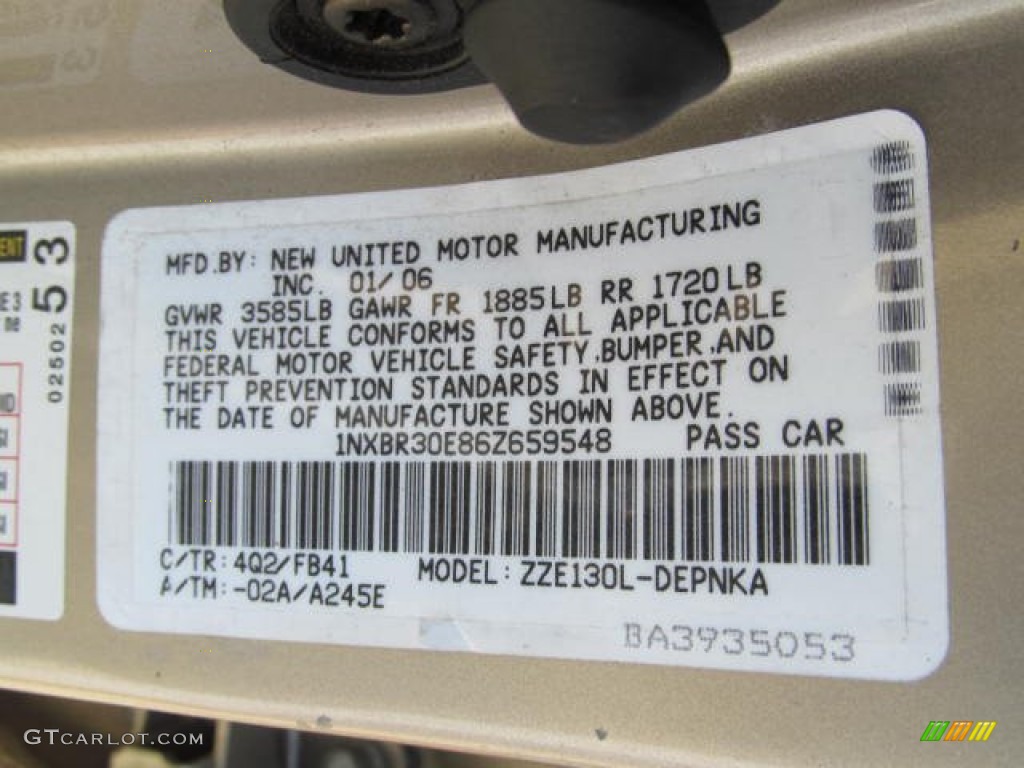 MFD.BY: NEW UNITED MOTOR MANUFACTURING
INC. 01/06
GVWR 3585LB GAWR FR 1885LB RR 1720LB
THIS VEHICLE CONFORMS TO ALL APPLICABLE
FEDERAL MOTOR VEHICLE SAFETY,BUMPER,AND
THEFT PREVENTION STANDARDS IN EFFECT ON
THE DATE OF MANUFACTURE SHOWN ABOVE.
1NXBR30E86Z659548 PASS CAR
C/TR:4Q2/FB41 MODEL:ZZE130L-DEPNKA
A/TM:-02A/A245E
BA3935053
02502 53
GTCARLOT.COM